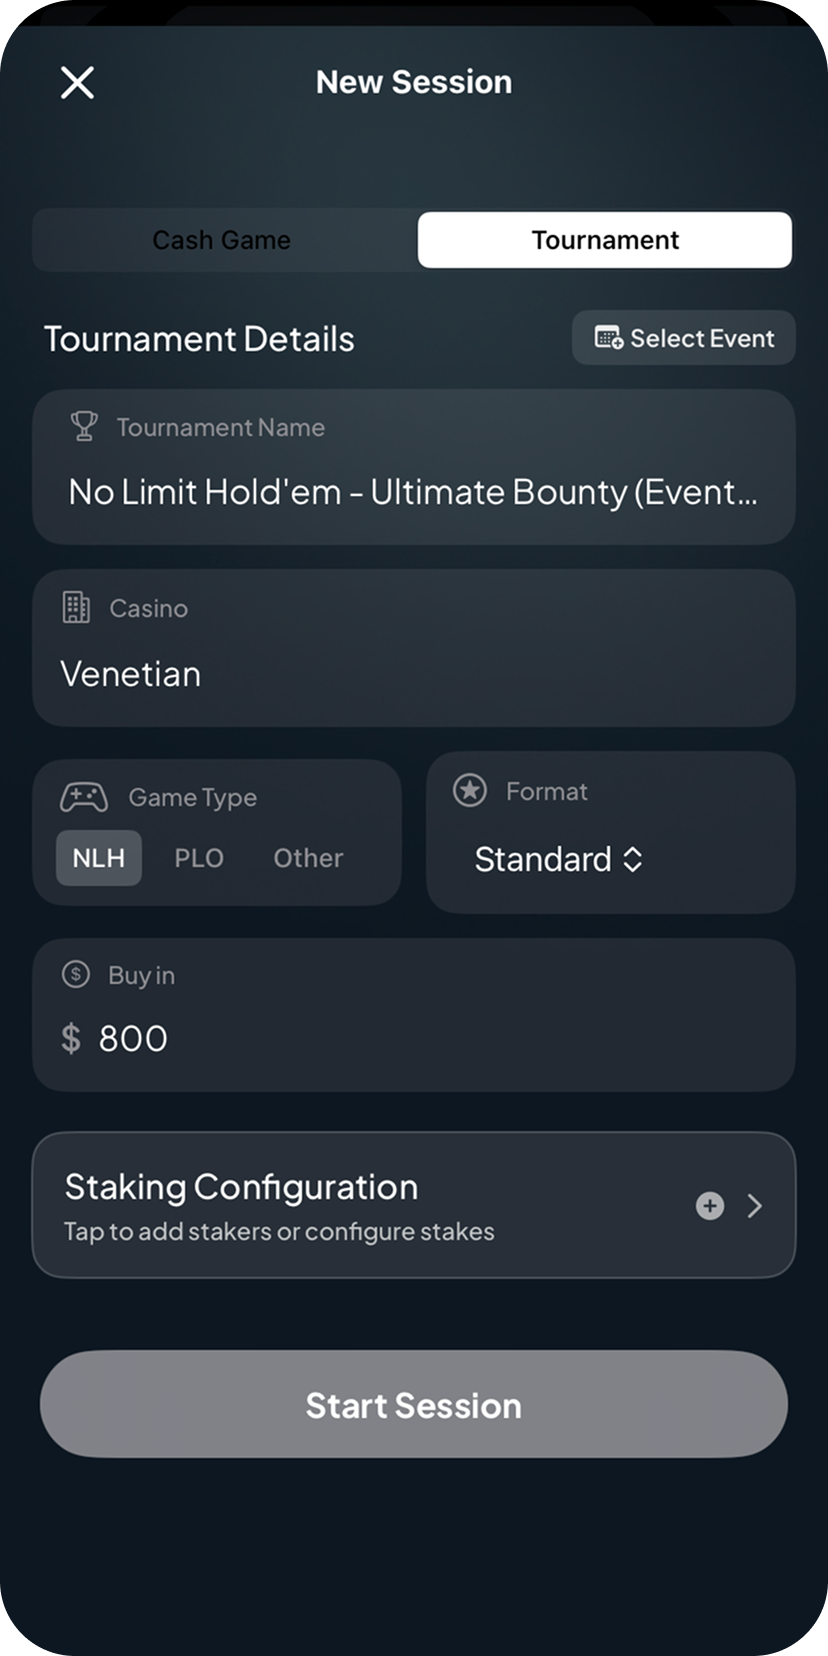 New Session
Cash Game
Tournament
Tournament Details
Select Event
Tournament Name
No Limit Hold'em - Ultimate Bounty (Event...
Casino
Venetian
Game Type
NLH PLO Other
Format
Standard
Buy in
$ 800
Staking Configuration
Tap to add stakers or configure stakes
Start Session